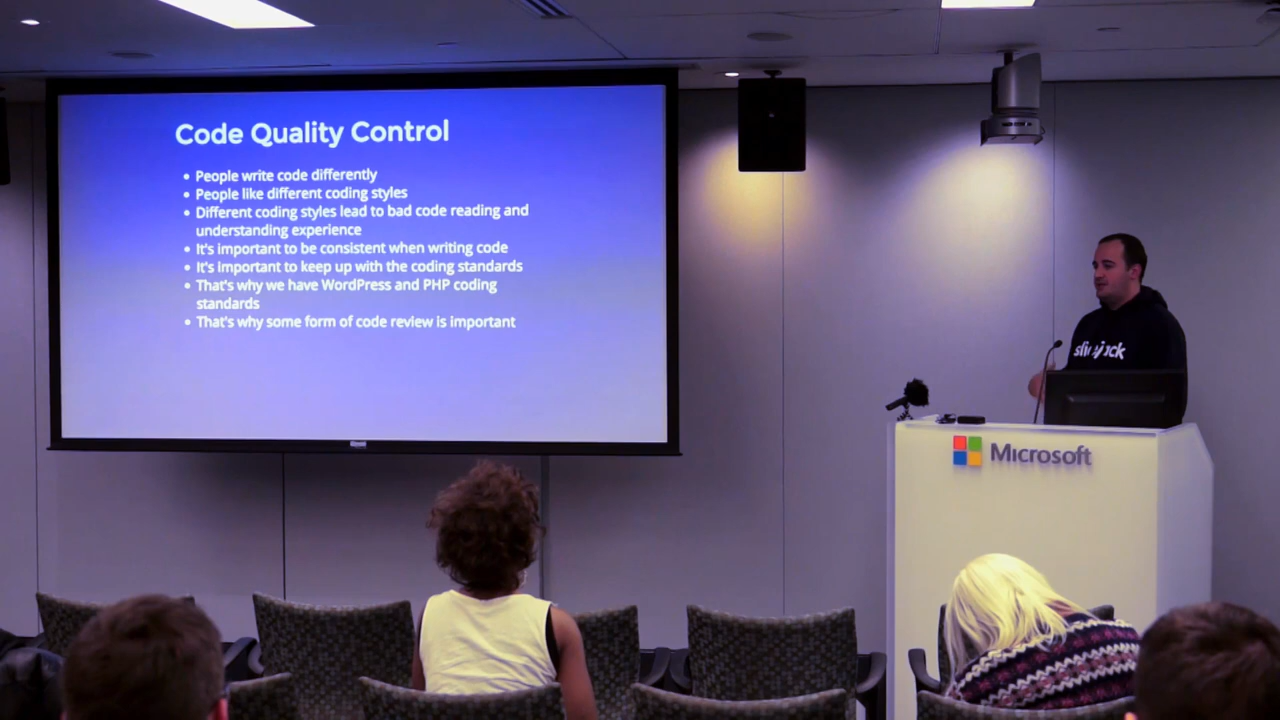 Code Quality Control
• People write code differently
• People like different coding styles
• Different coding styles lead to bad code reading and
understanding experience
• It's important to be consistent when writing code
• It's important to keep up with the coding standards
• That's why we have WordPress and PHP coding
standards
• That's why some form of code review is important
Microsoft